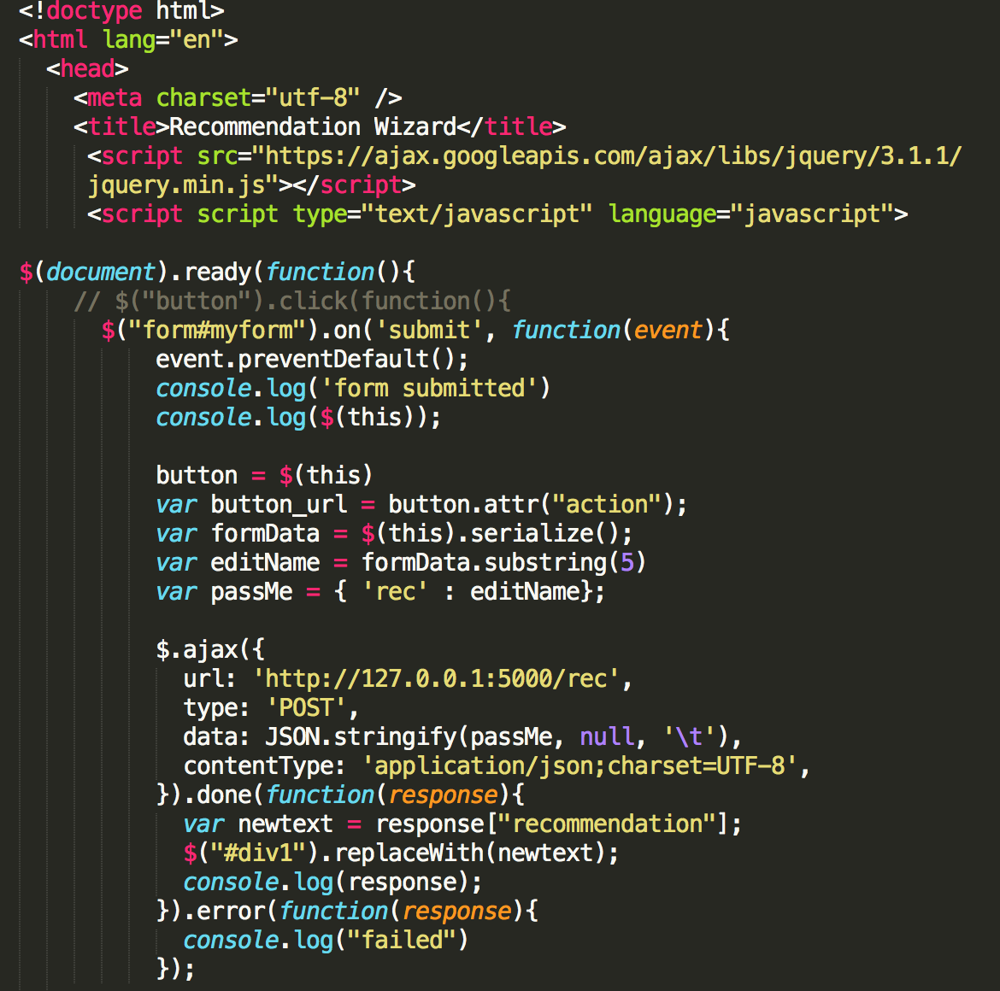 <!doctype html>
<html lang="en">
<head>
<meta charset="utf-8" />
<title>Recommendation Wizard</title>
<script src="https://ajax.googleapis.com/ajax/libs/jquery/3.1.1/
jquery.min.js"></script>
<script script type="text/javascript" language="javascript">
$(document).ready(function(){
// $("button").click(function(){
$("form#myform").on('submit', function(event){
event.preventDefault();
console.log('form submitted')
console.log($(this));
button = $(this)
var button_url = button.attr("action");
var formData = $(this).serialize();
var editName = formData.substring(5)
var passMe = { 'rec' : editName};
$.ajax({
url: 'http://127.0.0.1:5000/rec',
type: 'POST',
data: JSON.stringify(passMe, null, '\t'),
contentType: 'application/json;charset=UTF-8',
}).done(function(response){
var newtext = response["recommendation"];
$("#div1").replaceWith(newtext);
console.log(response);
}).error(function(response){
console.log("failed")
});